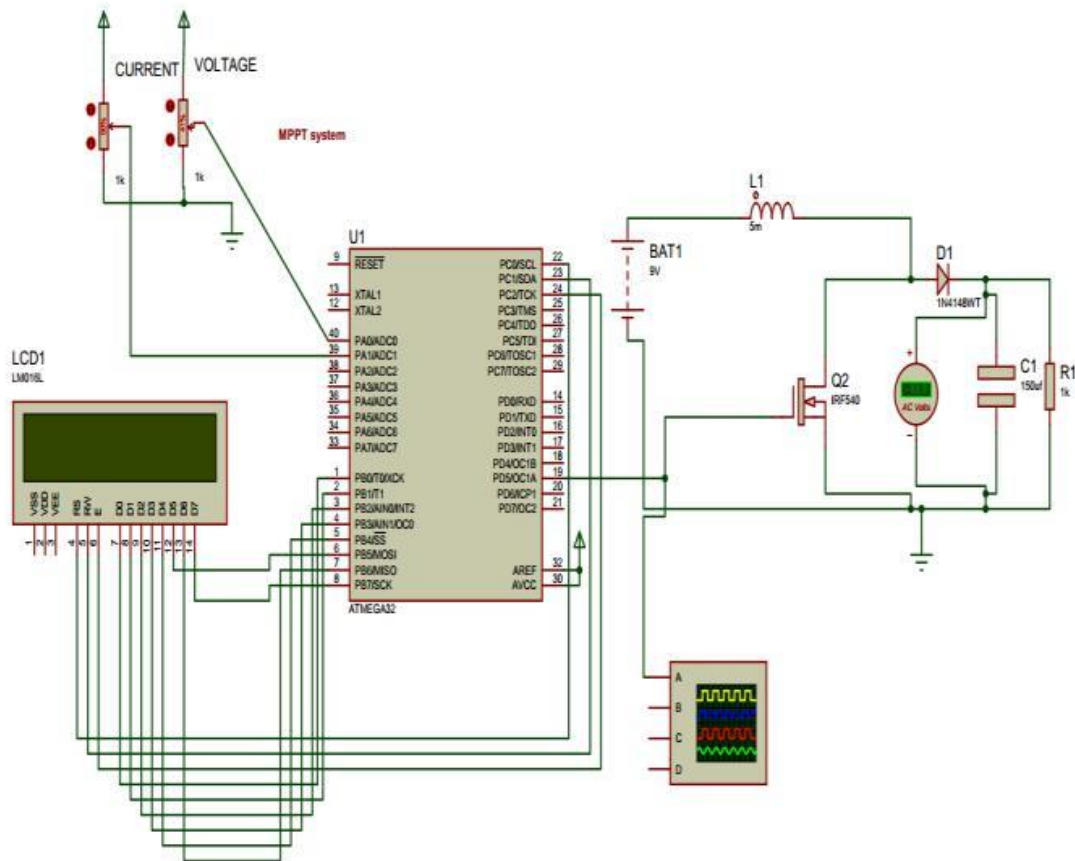 CURRENT
VOLTAGE
1k
1k
MPPT system
LCD1
LM016L
VSS
VDD
VEE
RS
RW
E
D0
D1
D2
D3
D4
D5
D6
D7
1
2
3
4
5
6
7
8
9
10
11
12
13
14
U1
9 RESET
13 XTAL1
12 XTAL2
40 PA0/ADC0
39 PA1/ADC1
38 PA2/ADC2
37 PA3/ADC3
36 PA4/ADC4
35 PA5/ADC5
34 PA6/ADC6
33 PA7/ADC7
1 PB0/T0/XCK
2 PB1/T1
3 PB2/AIN0/INT2
4 PB3/AIN1/OC0
5 PB4/SS
6 PB5/MOSI
7 PB6/MISO
8 PB7/SCK
PC0/SCL 22
PC1/SDA 23
PC2/TCK 24
PC3/TMS 25
PC4/TDO 26
PC5/TDI 27
PC6/TOSC1 28
PC7/TOSC2 29
PD0/RXD 14
PD1/TXD 15
PD2/INT0 16
PD3/INT1 17
PD4/OC1B 18
PD5/OC1A 19
PD6/ICP1 20
PD7/OC2 21
AREF 32
AVCC 30
ATMEGA32
BAT1
9V
L1
5m
D1
1N4148WT
Q2
IRF540
+
AC Volts
−
C1
150uf
R1
1k
A
B
C
D